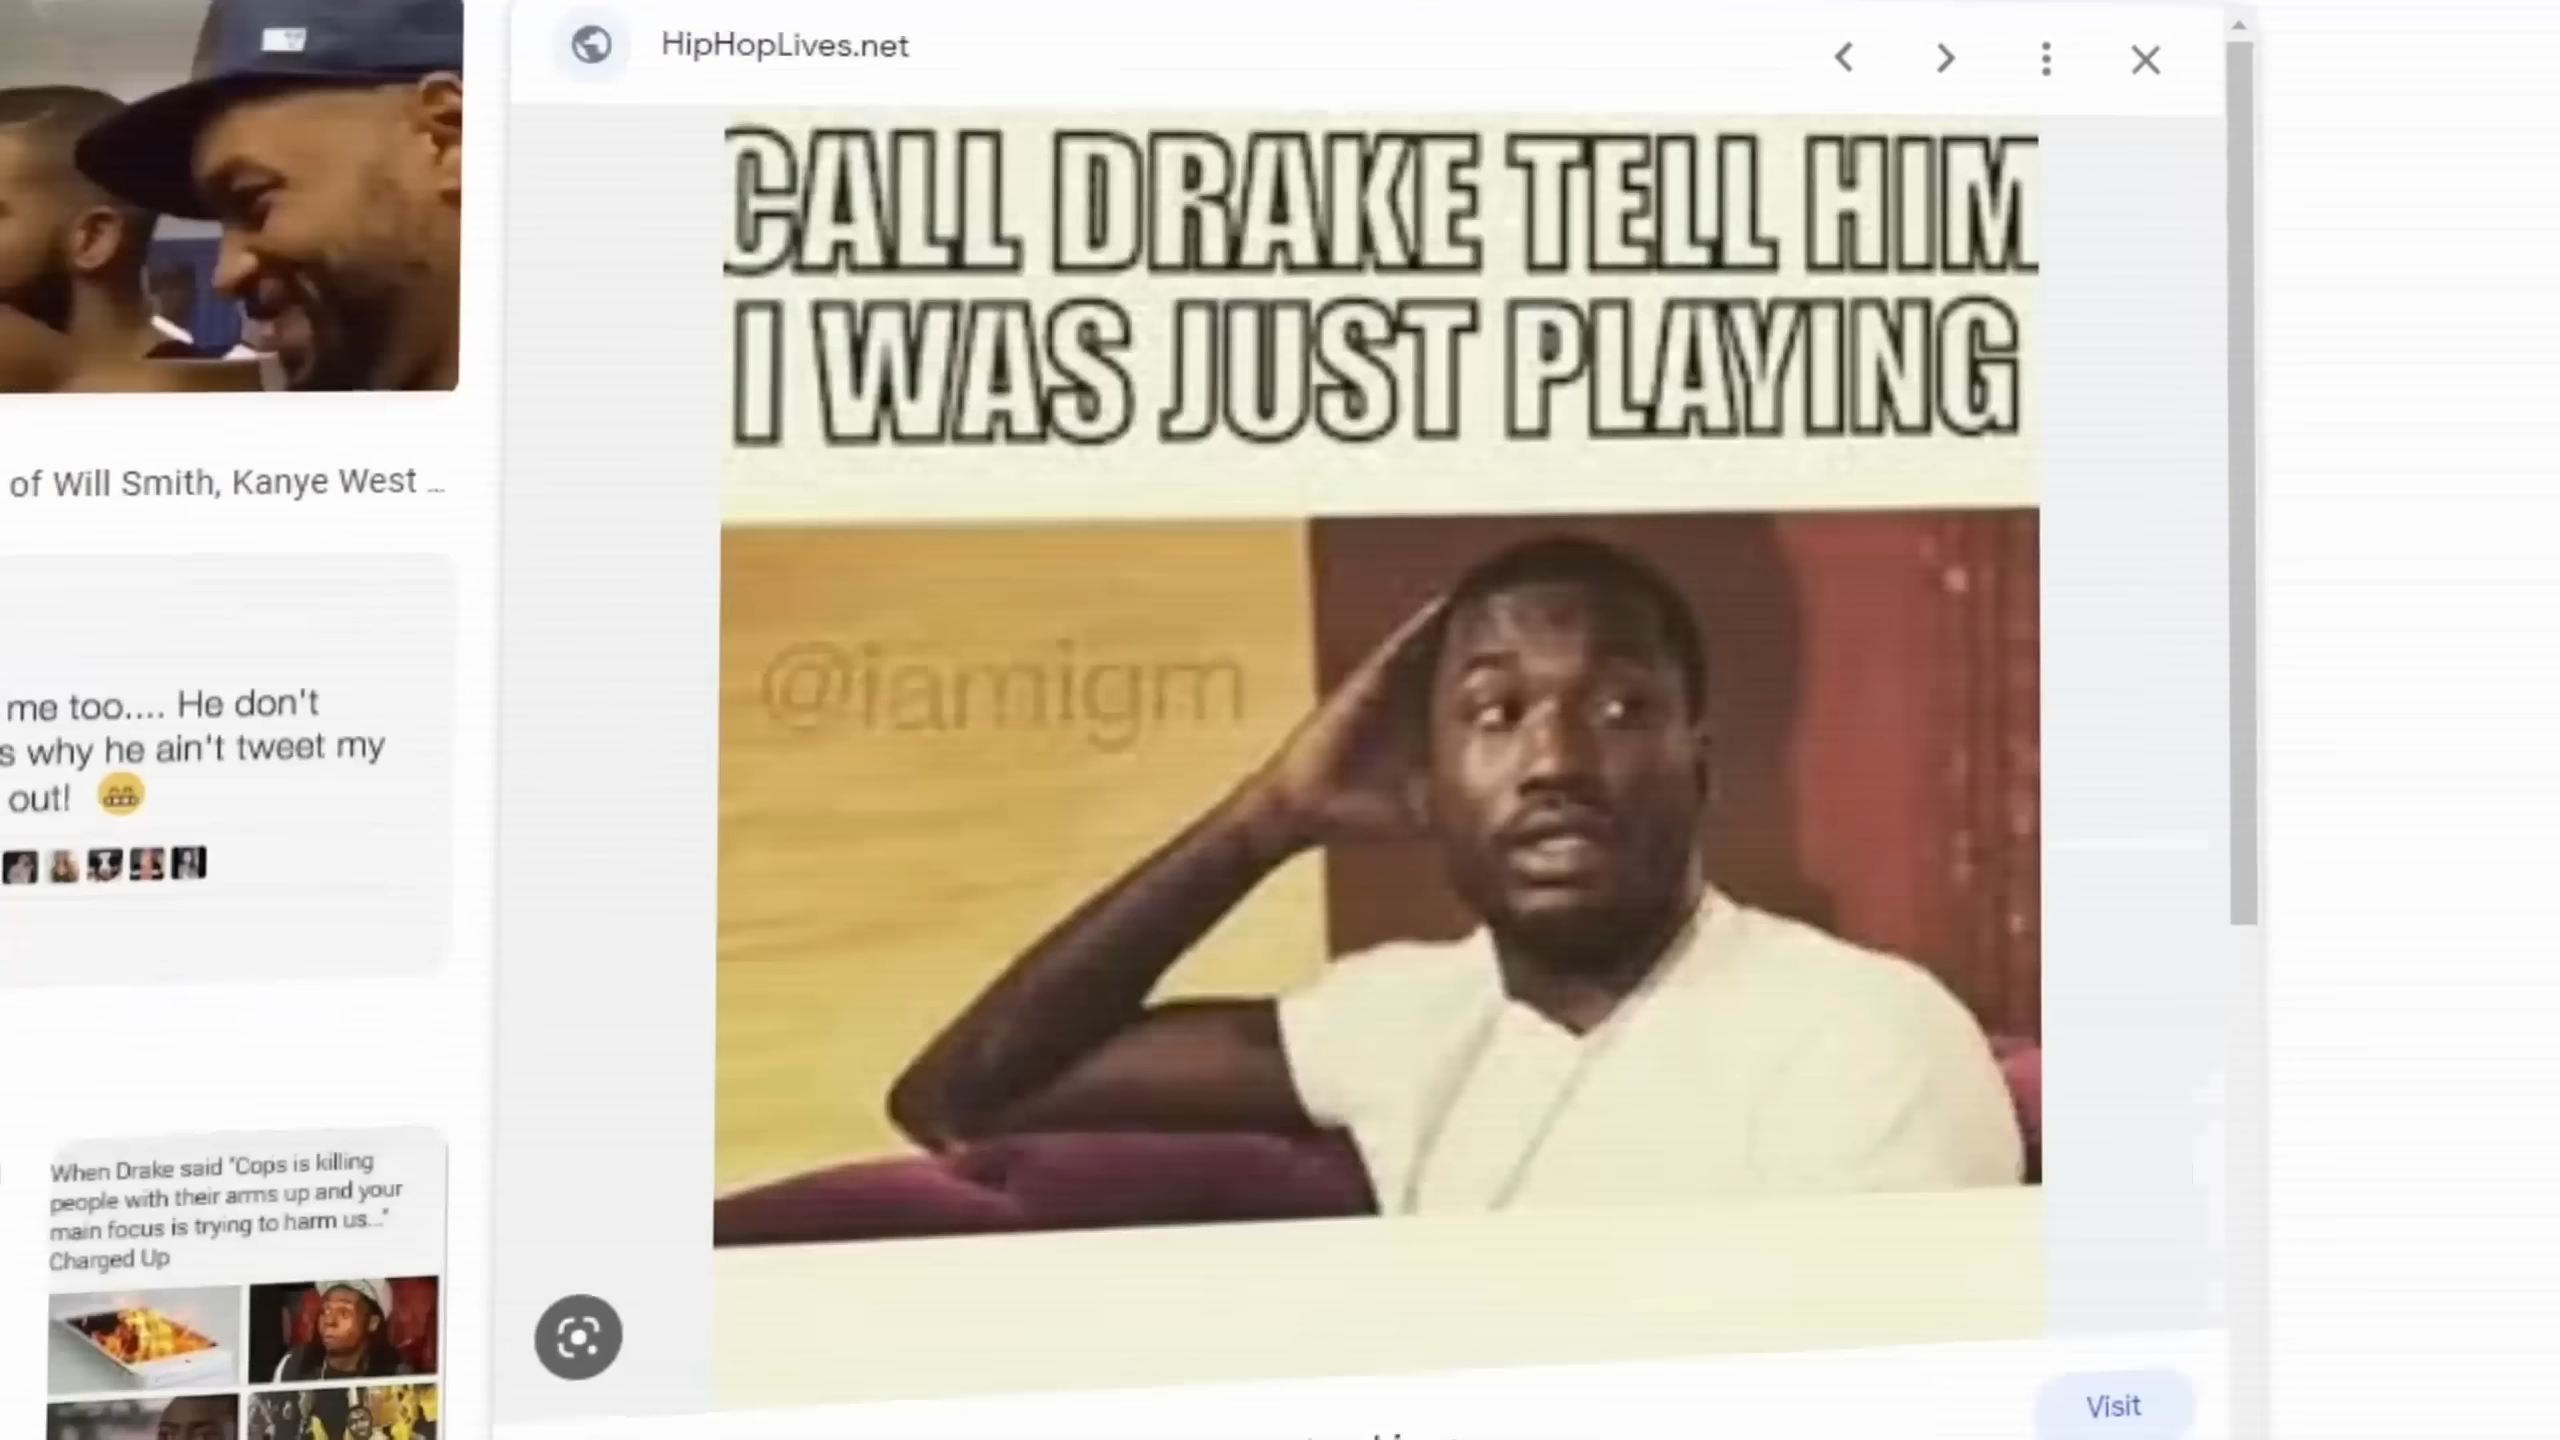 HipHopLives.net
CALL DRAKE TELL HIM
I WAS JUST PLAYING
@iamigm
of Will Smith, Kanye West ...
me too.... He don't
s why he ain't tweet my
out! 😁
When Drake said "Cops is killing
people with their arms up and your
main focus is trying to harm us..."
Charged Up
Visit